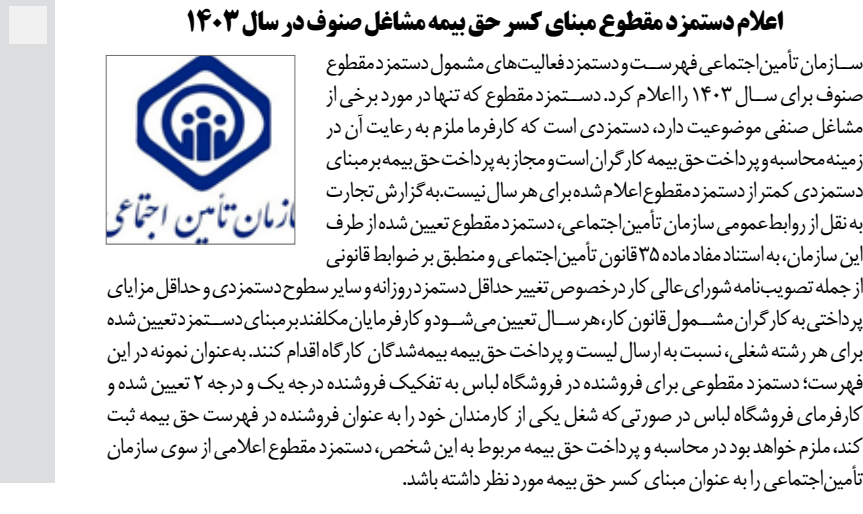 اعلام دستمزد مقطوع مبنای کسر حق بیمه مشاغل صنوف در سال ۱۴۰۳
ســازمان تأمین‌اجتماعی فهرســت و دستمزد فعالیت‌های مشمول دستمزد مقطوع
صنوف برای ســال ۱۴۰۳ را اعلام کرد. دســتمزد مقطوع که تنها در مورد برخی از
مشاغل صنفی موضوعیت دارد، دستمزدی است که کارفرما ملزم به رعایت آن در
زمینه محاسبه و پرداخت حق بیمه کارگران است و مجاز به پرداخت حق بیمه بر مبنای
دستمزدی کمتر از دستمزد مقطوع اعلام شده برای هر سال نیست.به گزارش تجارت
به نقل از روابط عمومی سازمان تأمین‌اجتماعی، دستمزد مقطوع تعیین شده از طرف
این سازمان، به استناد مفاد ماده ۳۵ قانون تأمین‌اجتماعی و منطبق بر ضوابط قانونی
از جمله تصویب‌نامه شورای عالی کار درخصوص تغییر حداقل دستمزد روزانه و سایر سطوح دستمزدی و حداقل مزایای
پرداختی به کارگران مشــمول قانون کار، هر ســال تعیین می‌شــود و کارفرمایان مکلفند بر مبنای دســتمزد تعیین شده
برای هر رشته شغلی، نسبت به ارسال لیست و پرداخت حق‌بیمه بیمه‌شدگان کارگاه اقدام کنند. به‌عنوان نمونه در این
فهرست؛ دستمزد مقطوعی برای فروشنده در فروشگاه لباس به تفکیک فروشنده درجه یک و درجه ۲ تعیین شده و
کارفرمای فروشگاه لباس در صورتی که شغل یکی از کارمندان خود را به عنوان فروشنده در فهرست حق بیمه ثبت
کند، ملزم خواهد بود در محاسبه و پرداخت حق بیمه مربوط به این شخص، دستمزد مقطوع اعلامی از سوی سازمان
تأمین‌اجتماعی را به عنوان مبنای کسر حق بیمه مورد نظر داشته باشد.
ازمان تأمین اجتماعی